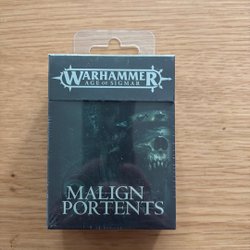 WARHAMMER
AGE OF SIGMAR
MALIGN
PORTENTS